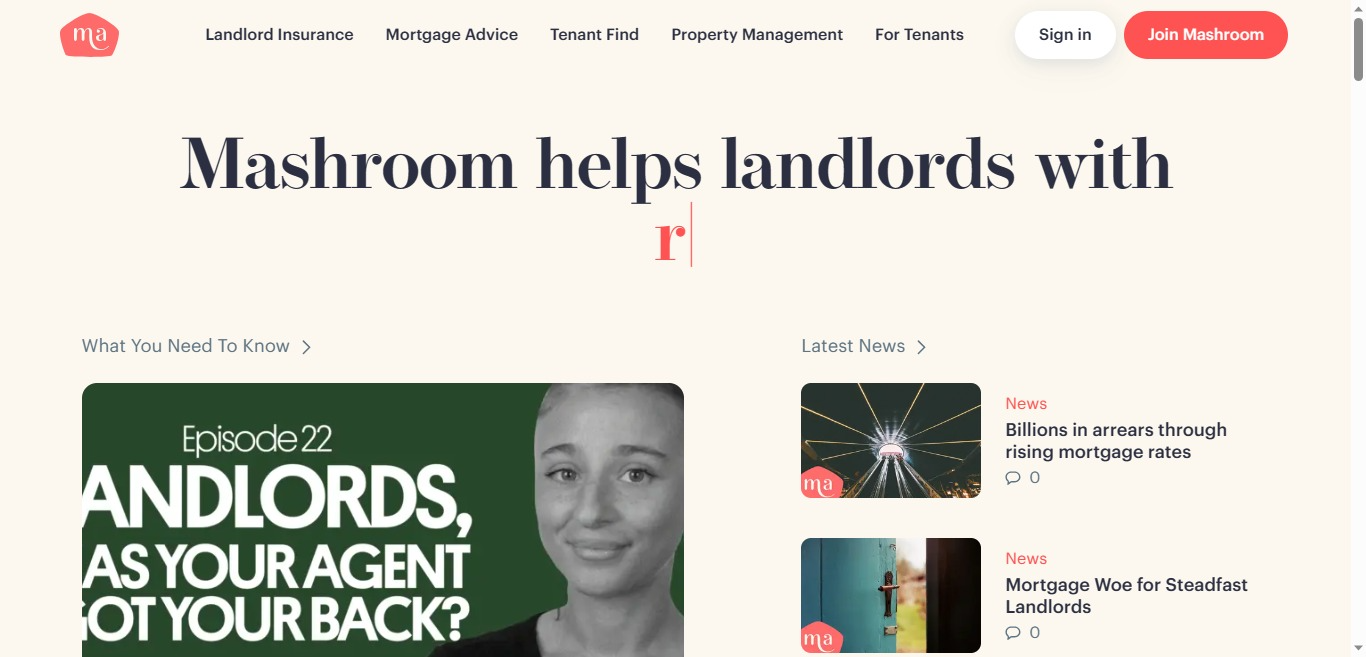 ma
Landlord Insurance
Mortgage Advice
Tenant Find
Property Management
For Tenants
Sign in
Join Mashroom
Mashroom helps landlords with
r
What You Need To Know
Episode 22
ANDLORDS,
AS YOUR AGENT
GOT YOUR BACK?
Latest News
ma
News
Billions in arrears through
rising mortgage rates
0
ma
News
Mortgage Woe for Steadfast
Landlords
0